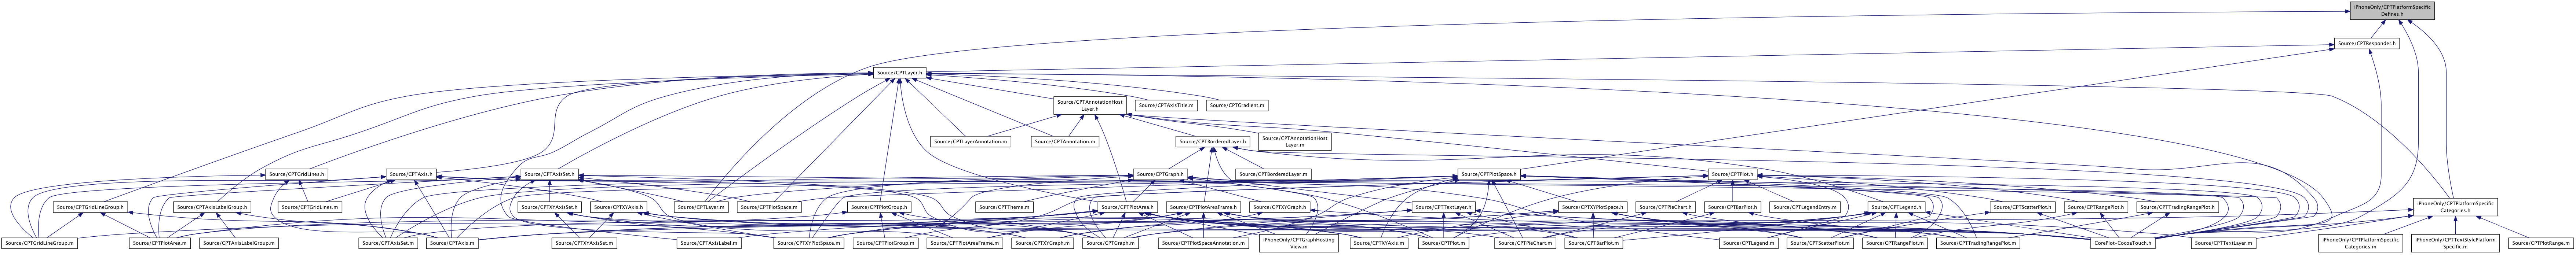 iPhoneOnly/CPTPlatformSpecific
Defines.h
Source/CPTResponder.h
Source/CPTLayer.h
Source/CPTAnnotationHost
Layer.h
Source/CPTAxisTitle.m
Source/CPTGradient.m
Source/CPTLayerAnnotation.m
Source/CPTAnnotation.m
Source/CPTBorderedLayer.h
Source/CPTAnnotationHost
Layer.m
Source/CPTGridLines.h
Source/CPTAxis.h
Source/CPTAxisSet.h
Source/CPTGraph.h
Source/CPTBorderedLayer.m
Source/CPTPlotSpace.h
Source/CPTPlot.h
Source/CPTGridLineGroup.h
Source/CPTAxisLabelGroup.h
Source/CPTGridLines.m
Source/CPTXYAxisSet.h
Source/CPTXYAxis.h
Source/CPTLayer.m
Source/CPTPlotSpace.m
Source/CPTPlotGroup.h
Source/CPTTheme.m
Source/CPTPlotArea.h
Source/CPTPlotAreaFrame.h
Source/CPTXYGraph.h
Source/CPTTextLayer.h
Source/CPTXYPlotSpace.h
Source/CPTPieChart.h
Source/CPTBarPlot.h
Source/CPTLegendEntry.m
Source/CPTLegend.h
Source/CPTScatterPlot.h
Source/CPTRangePlot.h
Source/CPTTradingRangePlot.h
iPhoneOnly/CPTPlatformSpecific
Categories.h
Source/CPTGridLineGroup.m
Source/CPTPlotArea.m
Source/CPTAxisLabelGroup.m
Source/CPTAxisSet.m
Source/CPTAxis.m
Source/CPTXYAxisSet.m
Source/CPTAxisLabel.m
Source/CPTXYPlotSpace.m
Source/CPTPlotGroup.m
Source/CPTPlotAreaFrame.m
Source/CPTXYGraph.m
Source/CPTGraph.m
Source/CPTPlotSpaceAnnotation.m
iPhoneOnly/CPTGraphHosting
View.m
Source/CPTXYAxis.m
Source/CPTPlot.m
Source/CPTPieChart.m
Source/CPTBarPlot.m
Source/CPTLegend.m
Source/CPTScatterPlot.m
Source/CPTRangePlot.m
Source/CPTTradingRangePlot.m
CorePlot-CocoaTouch.h
Source/CPTTextLayer.m
iPhoneOnly/CPTPlatformSpecific
Categories.m
iPhoneOnly/CPTTextStylePlatform
Specific.m
Source/CPTPlotRange.m